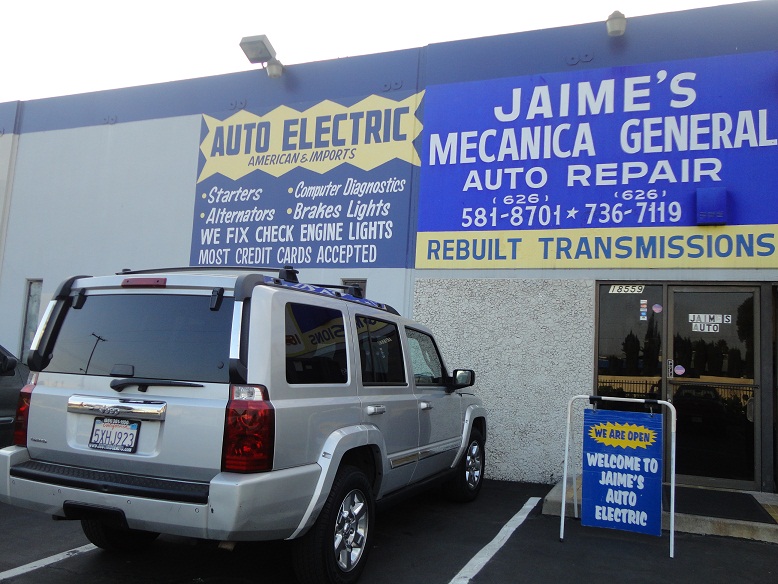 AUTO ELECTRIC
AMERICAN & IMPORTS
• Starters
• Computer Diagnostics
• Alternators
• Brakes Lights
WE FIX CHECK ENGINE LIGHTS
MOST CREDIT CARDS ACCEPTED
JAIME'S
MECANICA GENERAL
AUTO REPAIR
(626) (626)
581-8701 ★ 736-7119
REBUILT TRANSMISSIONS
18559
JAIM S
AUTO
WE ARE OPEN
WELCOME TO
JAIME'S
AUTO
ELECTRIC
Jeep
5XHJ923